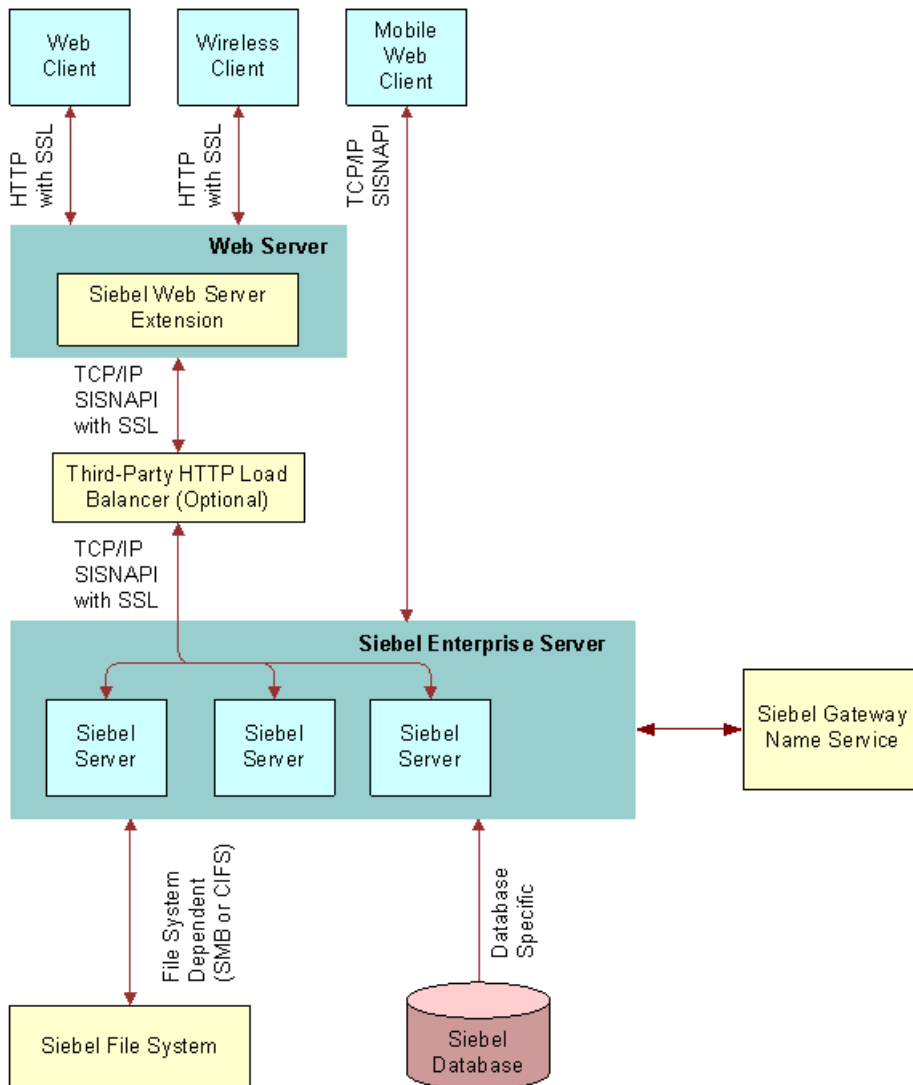 Web
Client
Wireless
Client
Mobile
Web
Client
HTTP
with SSL
HTTP
with SSL
TCP/IP
SISNAPI
Web Server
Siebel Web Server
Extension
TCP/IP
SISNAPI
with SSL
Third-Party HTTP Load
Balancer (Optional)
TCP/IP
SISNAPI
with SSL
Siebel Enterprise Server
Siebel
Server
Siebel
Server
Siebel
Server
Siebel Gateway
Name Service
File System
Dependent
(SMB or CIFS)
Database
Specific
Siebel File System
Siebel
Database